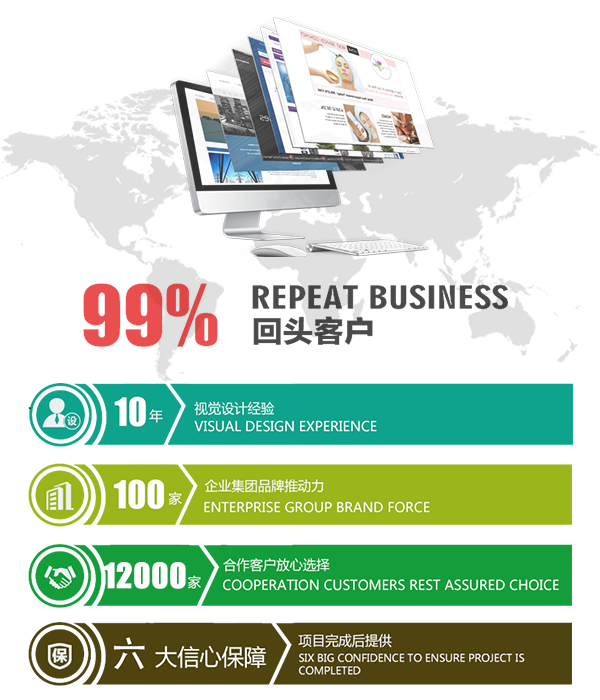 99%
REPEAT BUSINESS
回头客户
设
10年
视觉设计经验
VISUAL DESIGN EXPERIENCE
100家
企业集团品牌推动力
ENTERPRISE GROUP BRAND FORCE
12000家
合作客户放心选择
COOPERATION CUSTOMERS REST ASSURED CHOICE
保
六大信心保障
项目完成后提供
SIX BIG CONFIDENCE TO ENSURE PROJECT IS
COMPLETED